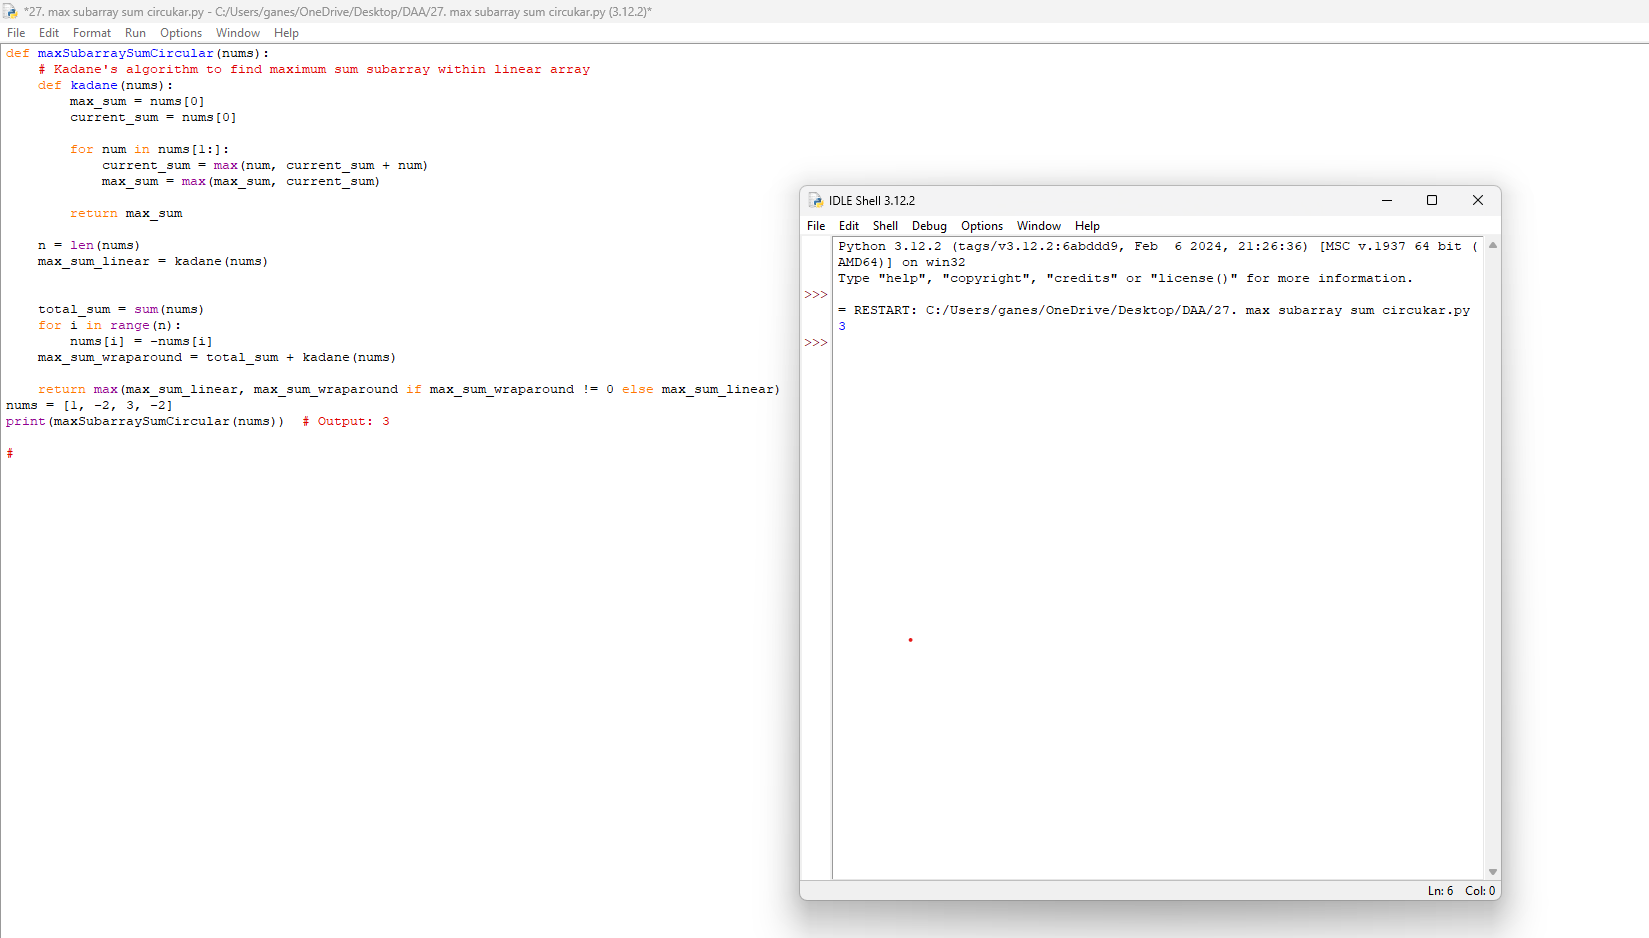 *27. max subarray sum circukar.py - C:/Users/ganes/OneDrive/Desktop/DAA/27. max subarray sum circukar.py (3.12.2)*
File Edit Format Run Options Window Help
def maxSubarraySumCircular(nums):
    # Kadane's algorithm to find maximum sum subarray within linear array
    def kadane(nums):
        max_sum = nums[0]
        current_sum = nums[0]
        for num in nums[1:]:
            current_sum = max(num, current_sum + num)
            max_sum = max(max_sum, current_sum)
        return max_sum
    n = len(nums)
    max_sum_linear = kadane(nums)
    total_sum = sum(nums)
    for i in range(n):
        nums[i] = -nums[i]
    max_sum_wraparound = total_sum + kadane(nums)
    return max(max_sum_linear, max_sum_wraparound if max_sum_wraparound != 0 else max_sum_linear)
nums = [1, -2, 3, -2]
print(maxSubarraySumCircular(nums))  # Output: 3
#
IDLE Shell 3.12.2
File Edit Shell Debug Options Window Help
Python 3.12.2 (tags/v3.12.2:6abddd9, Feb  6 2024, 21:26:36) [MSC v.1937 64 bit (
AMD64)] on win32
Type "help", "copyright", "credits" or "license()" for more information.
>>>
= RESTART: C:/Users/ganes/OneDrive/Desktop/DAA/27. max subarray sum circukar.py
3
>>>
Ln: 6 Col: 0